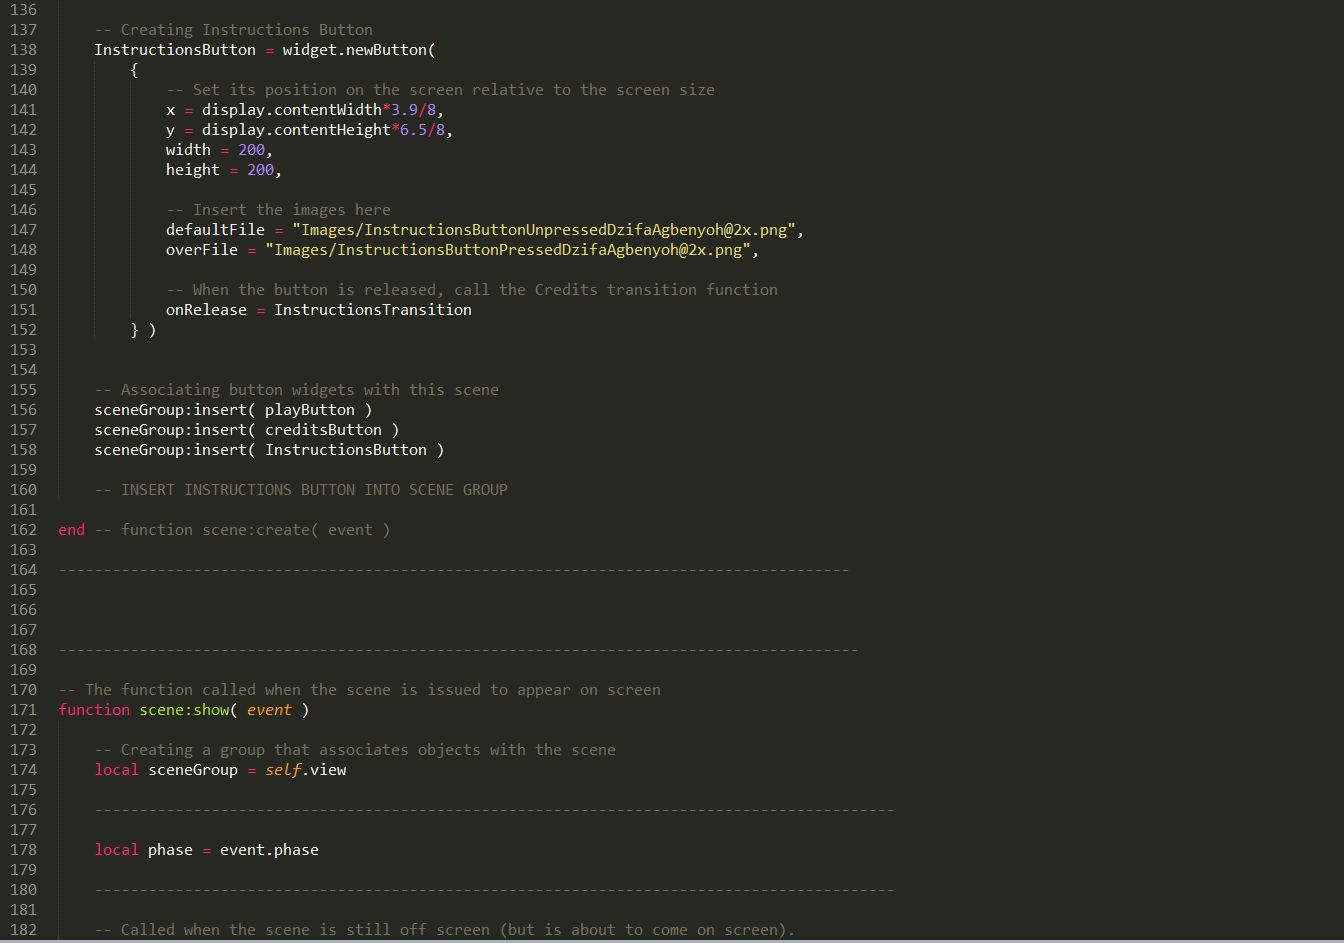 136
137 -- Creating Instructions Button
138 InstructionsButton = widget.newButton(
139 {
140 -- Set its position on the screen relative to the screen size
141 x = display.contentWidth*3.9/8,
142 y = display.contentHeight*6.5/8,
143 width = 200,
144 height = 200,
145
146 -- Insert the images here
147 defaultFile = "Images/InstructionsButtonUnpressedDzifaAgbenyoh@2x.png",
148 overFile = "Images/InstructionsButtonPressedDzifaAgbenyoh@2x.png",
149
150 -- When the button is released, call the Credits transition function
151 onRelease = InstructionsTransition
152 } )
153
154
155 -- Associating button widgets with this scene
156 sceneGroup:insert( playButton )
157 sceneGroup:insert( creditsButton )
158 sceneGroup:insert( InstructionsButton )
159
160 -- INSERT INSTRUCTIONS BUTTON INTO SCENE GROUP
161
162 end -- function scene:create( event )
163
164 ----------------------------------------------------------------------------------------
165
166
167
168 -----------------------------------------------------------------------------------------
169
170 -- The function called when the scene is issued to appear on screen
171 function scene:show( event )
172
173 -- Creating a group that associates objects with the scene
174 local sceneGroup = self.view
175
176 -----------------------------------------------------------------------------------------
177
178 local phase = event.phase
179
180 -----------------------------------------------------------------------------------------
181
182 -- Called when the scene is still off screen (but is about to come on screen).